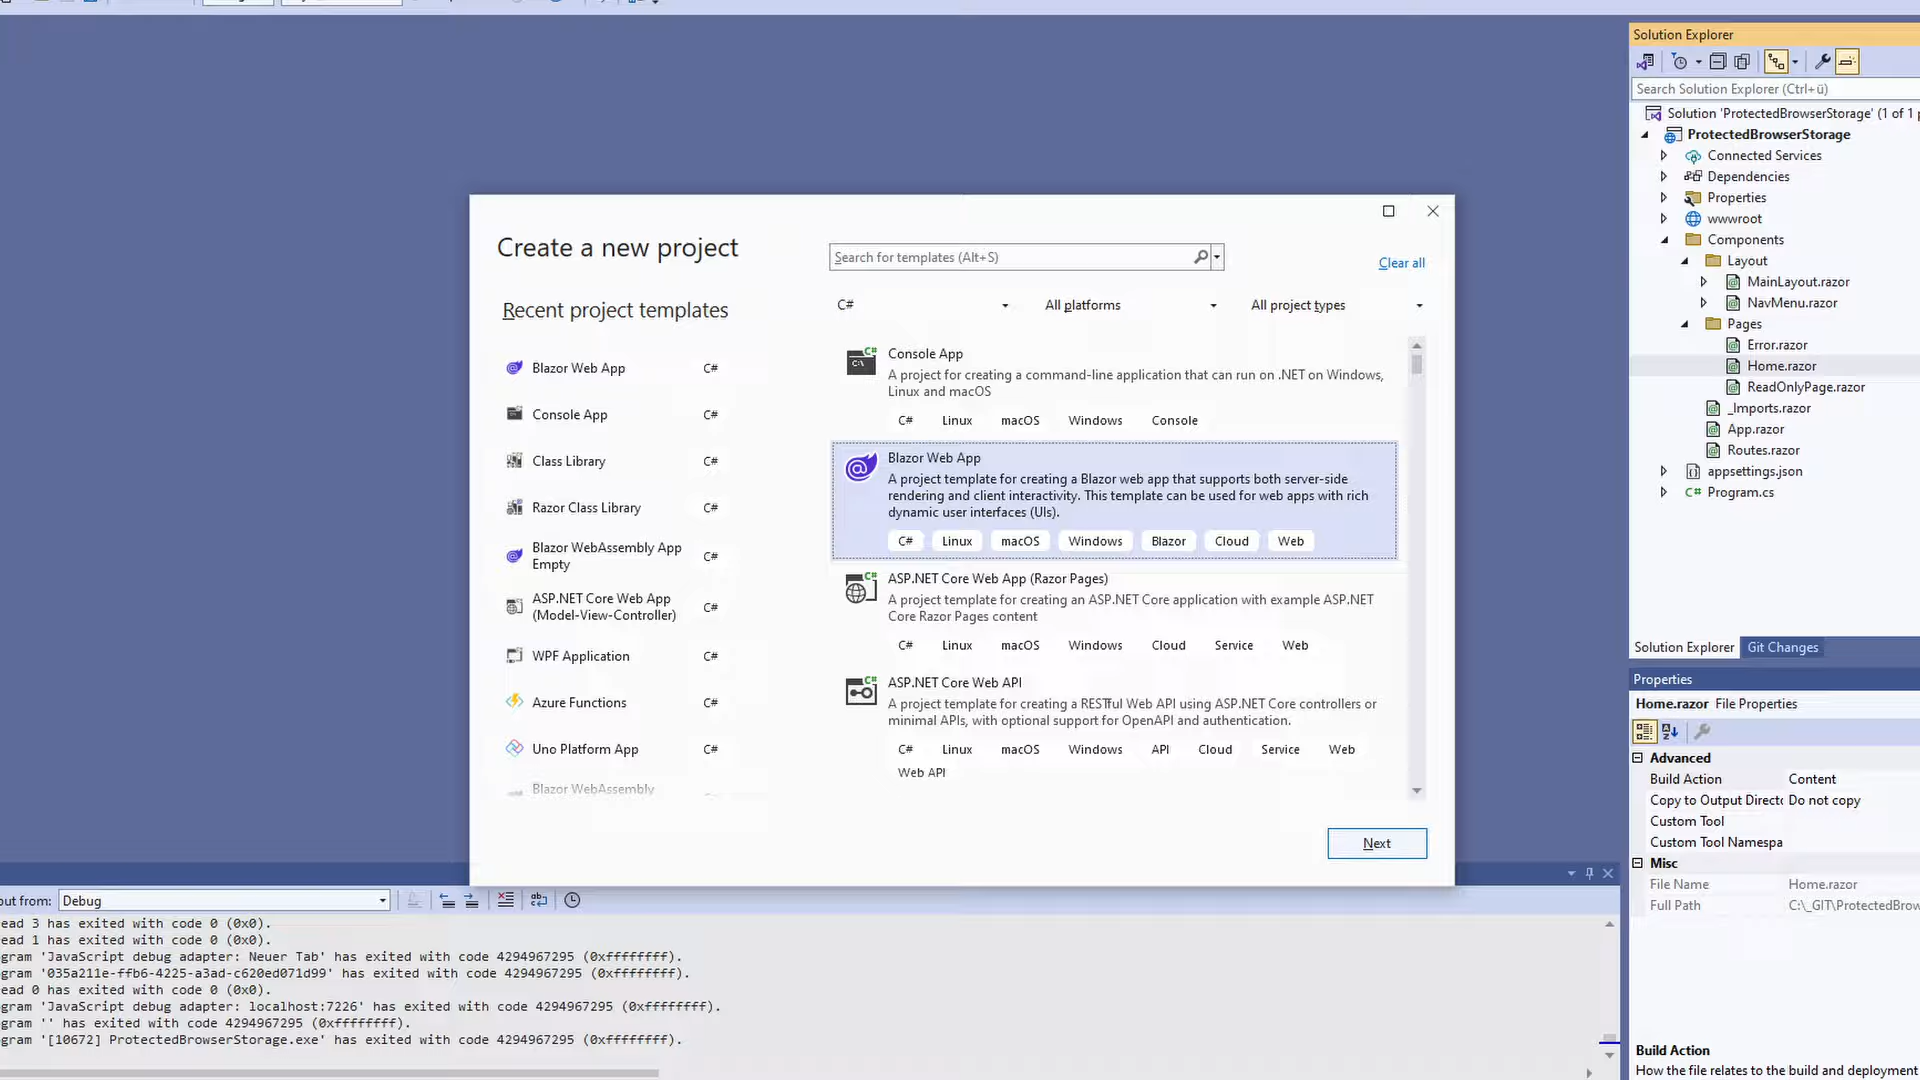 Create a new project
Search for templates (Alt+S)
Clear all
C#
All platforms
All project types
Recent project templates
Blazor Web App C#
Console App C#
Class Library C#
Razor Class Library C#
Blazor WebAssembly App
Empty C#
ASP.NET Core Web App
(Model-View-Controller) C#
WPF Application C#
Azure Functions C#
Uno Platform App C#
Blazor WebAssembly
Console App
A project for creating a command-line application that can run on .NET on Windows,
Linux and macOS
C# Linux macOS Windows Console
Blazor Web App
A project template for creating a Blazor web app that supports both server-side
rendering and client interactivity. This template can be used for web apps with rich
dynamic user interfaces (UIs).
C# Linux macOS Windows Blazor Cloud Web
ASP.NET Core Web App (Razor Pages)
A project template for creating an ASP.NET Core application with example ASP.NET
Core Razor Pages content
C# Linux macOS Windows Cloud Service Web
ASP.NET Core Web API
A project template for creating a RESTful Web API using ASP.NET Core controllers or
minimal APIs, with optional support for OpenAPI and authentication.
C# Linux macOS Windows API Cloud Service Web
Web API
Next
Solution Explorer
Search Solution Explorer (Ctrl+ü)
Solution 'ProtectedBrowserStorage' (1 of 1
ProtectedBrowserStorage
Connected Services
Dependencies
Properties
wwwroot
Components
Layout
MainLayout.razor
NavMenu.razor
Pages
Error.razor
Home.razor
ReadOnlyPage.razor
_Imports.razor
App.razor
Routes.razor
appsettings.json
C# Program.cs
Solution Explorer Git Changes
Properties
Home.razor File Properties
Advanced
Build Action Content
Copy to Output Directo Do not copy
Custom Tool
Custom Tool Namespa
Misc
File Name Home.razor
Full Path C:\_GIT\ProtectedBrow
Build Action
How the file relates to the build and deployment
out from: Debug
ead 3 has exited with code 0 (0x0).
ead 1 has exited with code 0 (0x0).
gram 'JavaScript debug adapter: Neuer Tab' has exited with code 4294967295 (0xffffffff).
gram '035a211e-ffb6-4225-a3ad-c620ed071d99' has exited with code 4294967295 (0xffffffff).
ead 0 has exited with code 0 (0x0).
gram 'JavaScript debug adapter: localhost:7226' has exited with code 4294967295 (0xffffffff).
gram '' has exited with code 4294967295 (0xffffffff).
gram '[10672] ProtectedBrowserStorage.exe' has exited with code 4294967295 (0xffffffff).